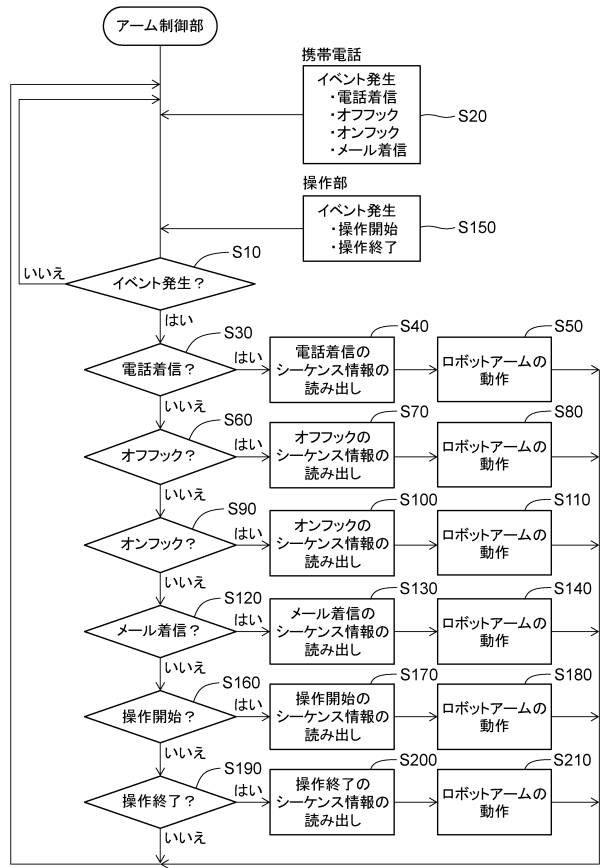 アーム制御部
携帯電話
イベント発生
・電話着信
・オフフック
・オンフック
・メール着信
S20
操作部
イベント発生
・操作開始
・操作終了
S150
S10
イベント発生？
いいえ
はい
S30
電話着信？
はい
いいえ
S40
電話着信の
シーケンス情報の
読み出し
S50
ロボットアームの
動作
S60
オフフック？
はい
いいえ
S70
オフフックの
シーケンス情報の
読み出し
S80
ロボットアームの
動作
S90
オンフック？
はい
いいえ
S100
オンフックの
シーケンス情報の
読み出し
S110
ロボットアームの
動作
S120
メール着信？
はい
いいえ
S130
メール着信の
シーケンス情報の
読み出し
S140
ロボットアームの
動作
S160
操作開始？
はい
いいえ
S170
操作開始の
シーケンス情報の
読み出し
S180
ロボットアームの
動作
S190
操作終了？
はい
いいえ
S200
操作終了の
シーケンス情報の
読み出し
S210
ロボットアームの
動作